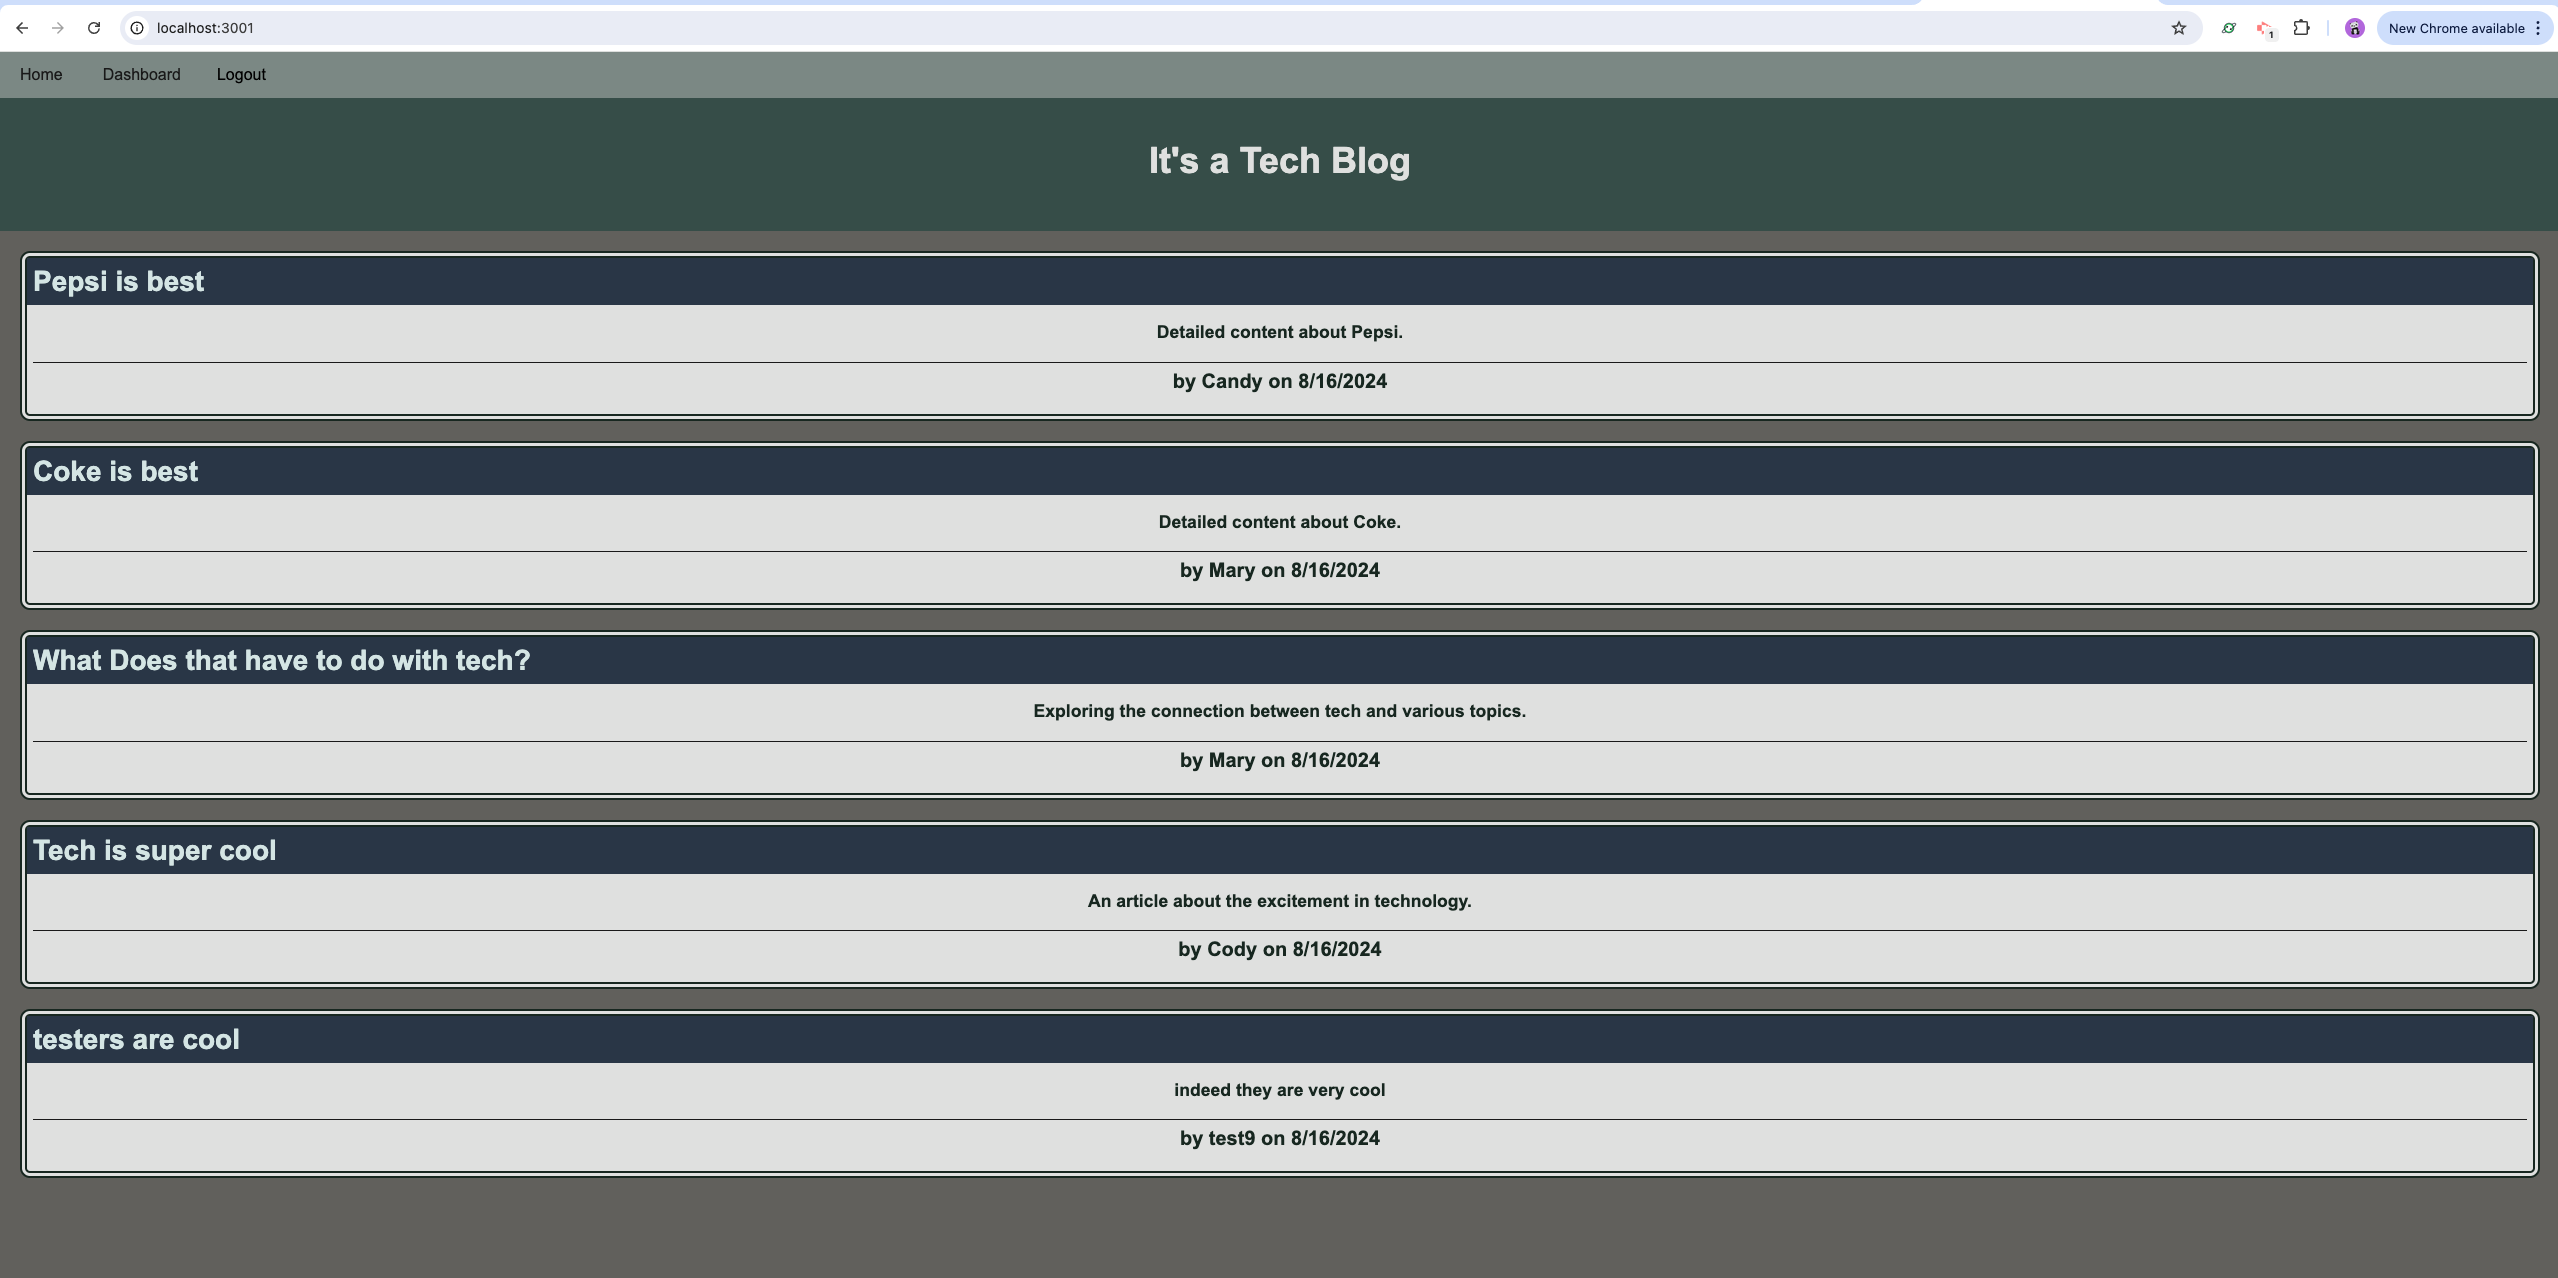 localhost:3001
1
New Chrome available
Home Dashboard Logout
It's a Tech Blog
Pepsi is best
Detailed content about Pepsi.
by Candy on 8/16/2024
Coke is best
Detailed content about Coke.
by Mary on 8/16/2024
What Does that have to do with tech?
Exploring the connection between tech and various topics.
by Mary on 8/16/2024
Tech is super cool
An article about the excitement in technology.
by Cody on 8/16/2024
testers are cool
indeed they are very cool
by test9 on 8/16/2024